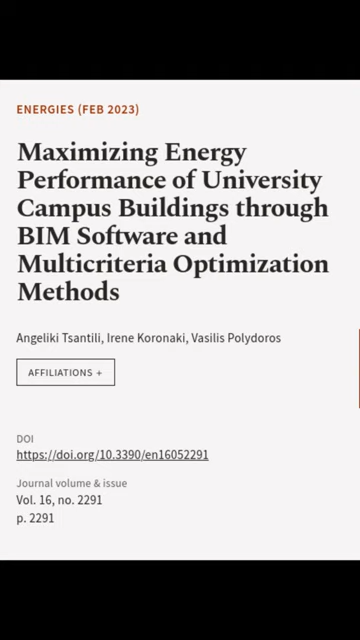 ENERGIES (FEB 2023)
Maximizing Energy
Performance of University
Campus Buildings through
BIM Software and
Multicriteria Optimization
Methods
Angeliki Tsantili, Irene Koronaki, Vasilis Polydoros
AFFILIATIONS +
DOI
https://doi.org/10.3390/en16052291
Journal volume & issue
Vol. 16, no. 2291
p. 2291